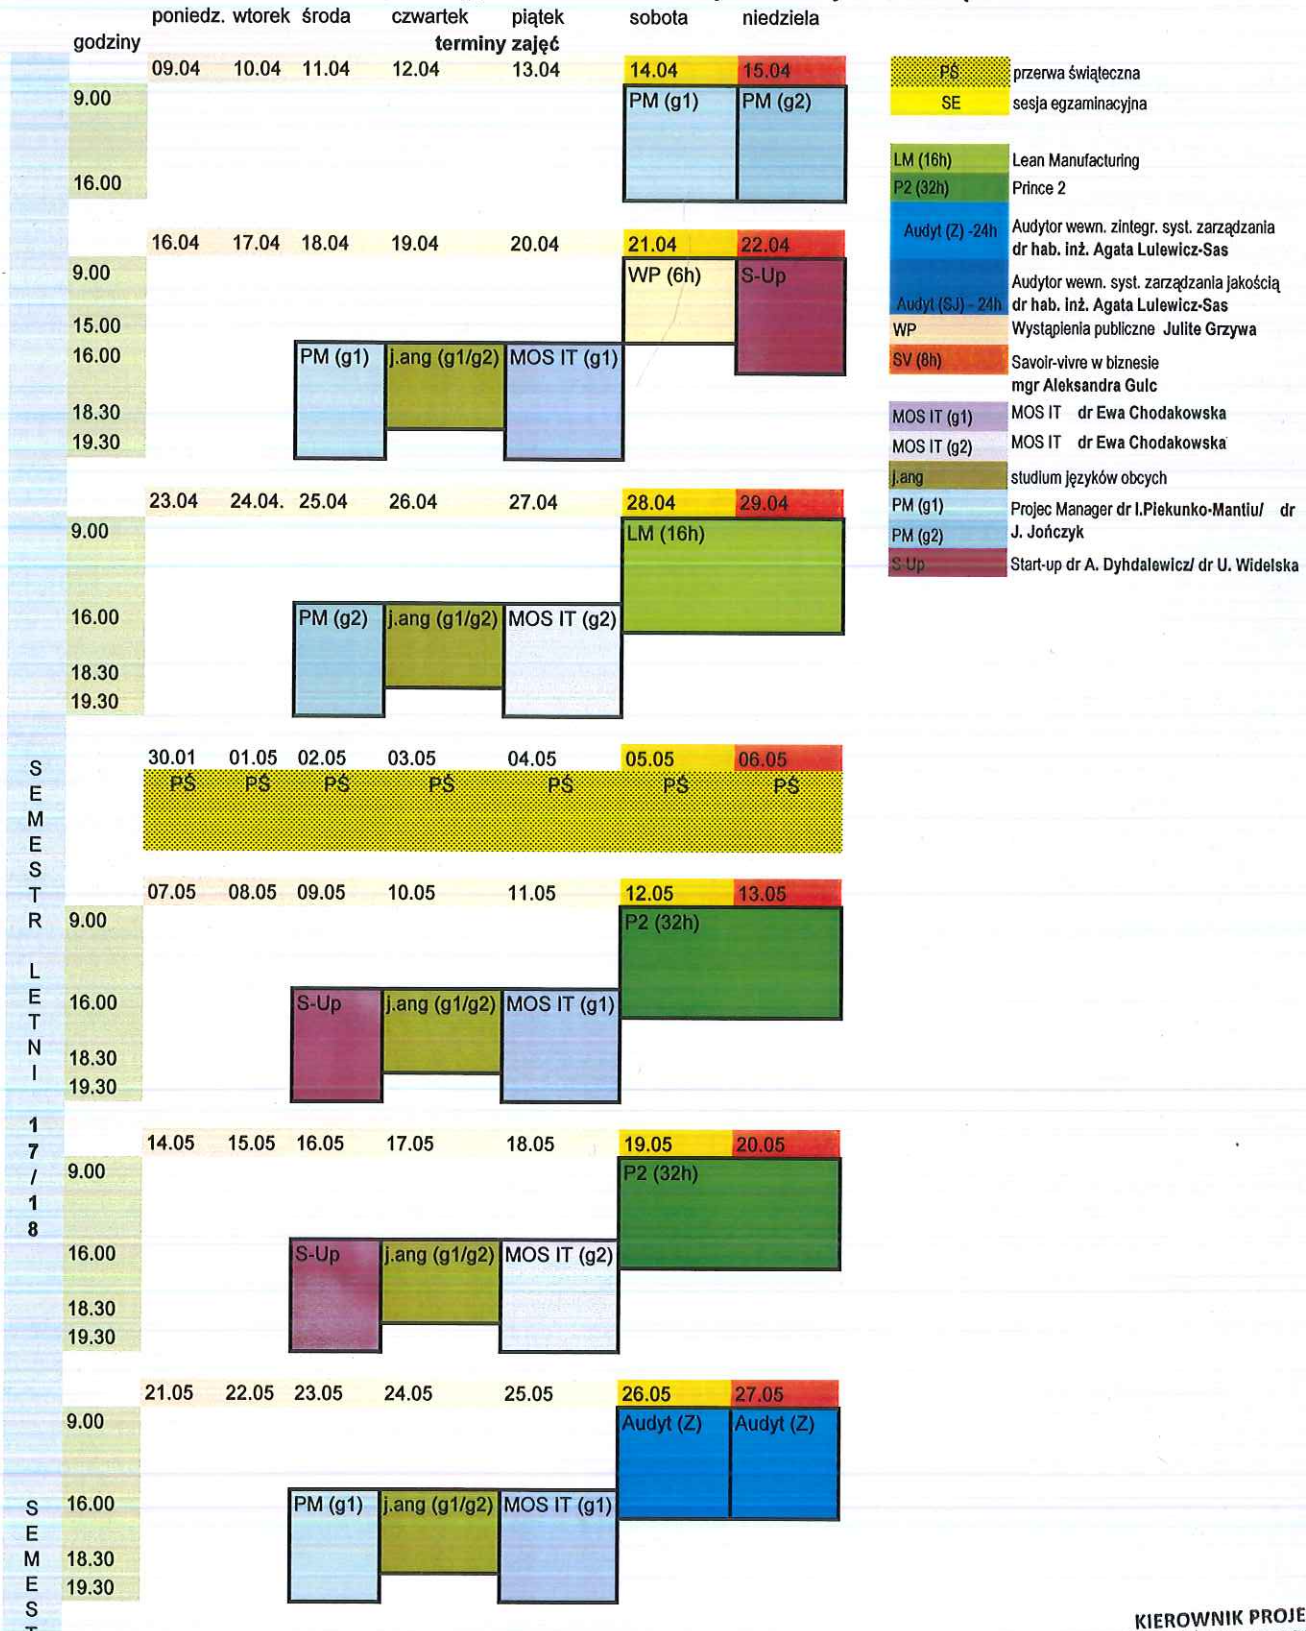 poniedz. wtorek środa czwartek piątek sobota niedziela
godziny terminy zajęć
09.04 10.04 11.04 12.04 13.04 14.04 15.04
9.00 PM (g1) PM (g2)
16.00
16.04 17.04 18.04 19.04 20.04 21.04 22.04
9.00 WP (6h) S-Up
15.00
16.00 PM (g1) j.ang (g1/g2) MOS IT (g1)
18.30
19.30
23.04 24.04. 25.04 26.04 27.04 28.04 29.04
9.00 LM (16h)
16.00 PM (g2) j.ang (g1/g2) MOS IT (g2)
18.30
19.30
30.01 01.05 02.05 03.05 04.05 05.05 06.05
PŚ PŚ PŚ PŚ PŚ PŚ PŚ
07.05 08.05 09.05 10.05 11.05 12.05 13.05
9.00 P2 (32h)
16.00 S-Up j.ang (g1/g2) MOS IT (g1)
18.30
19.30
14.05 15.05 16.05 17.05 18.05 19.05 20.05
9.00 P2 (32h)
16.00 S-Up j.ang (g1/g2) MOS IT (g2)
18.30
19.30
21.05 22.05 23.05 24.05 25.05 26.05 27.05
9.00 Audyt (Z) Audyt (Z)
16.00 PM (g1) j.ang (g1/g2) MOS IT (g1)
18.30
19.30
SEMESTR LETNI 17/18
SEMEST
PŚ przerwa świąteczna
SE sesja egzaminacyjna
LM (16h) Lean Manufacturing
P2 (32h) Prince 2
Audyt (Z) -24h Audytor wewn. zintegr. syst. zarządzania
dr hab. inż. Agata Lulewicz-Sas
Audytor wewn. syst. zarządzania jakością
Audyt (SJ) - 24h dr hab. inż. Agata Lulewicz-Sas
WP Wystąpienia publiczne Julite Grzywa
SV (8h) Savoir-vivre w biznesie
mgr Aleksandra Gulc
MOS IT (g1) MOS IT dr Ewa Chodakowska
MOS IT (g2) MOS IT dr Ewa Chodakowska
j.ang studium języków obcych
PM (g1) Projec Manager dr I.Piekunko-Mantiu/ dr
PM (g2) J. Jończyk
S-Up Start-up dr A. Dyhdalewicz/ dr U. Widelska
KIEROWNIK PROJE